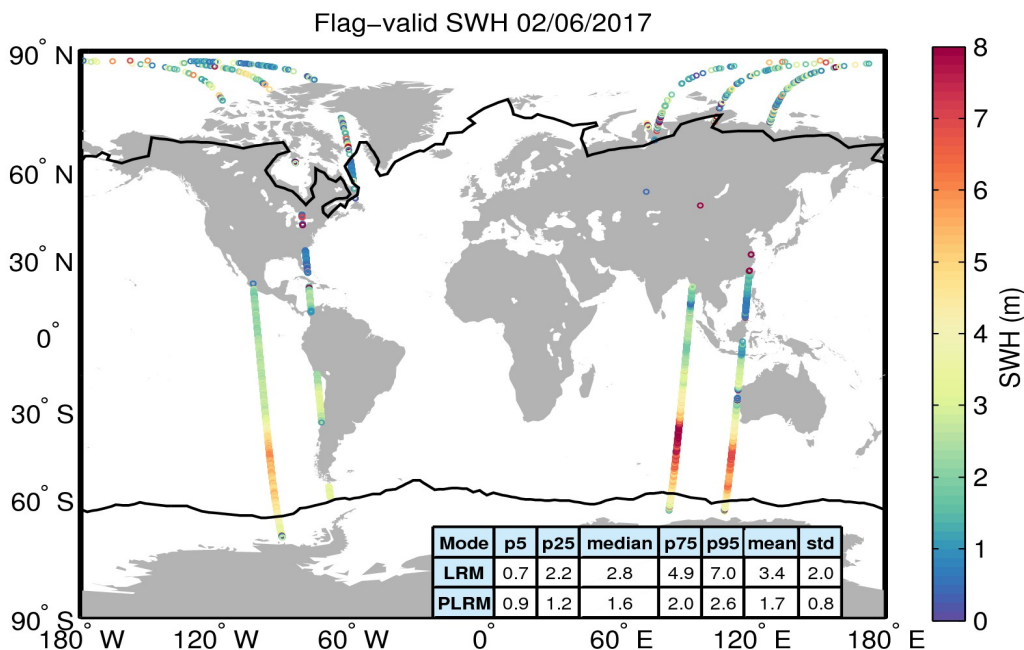 Flag−valid SWH 02/06/2017
90° N
60° N
30° N
0°
30° S
60° S
90° S
180° W
120° W
60° W
0°
60° E
120° E
180° E
Mode p5 p25 median p75 p95 mean std
LRM 0.7 2.2 2.8 4.9 7.0 3.4 2.0
PLRM 0.9 1.2 1.6 2.0 2.6 1.7 0.8
8
7
6
5
4
3
2
1
0
SWH (m)